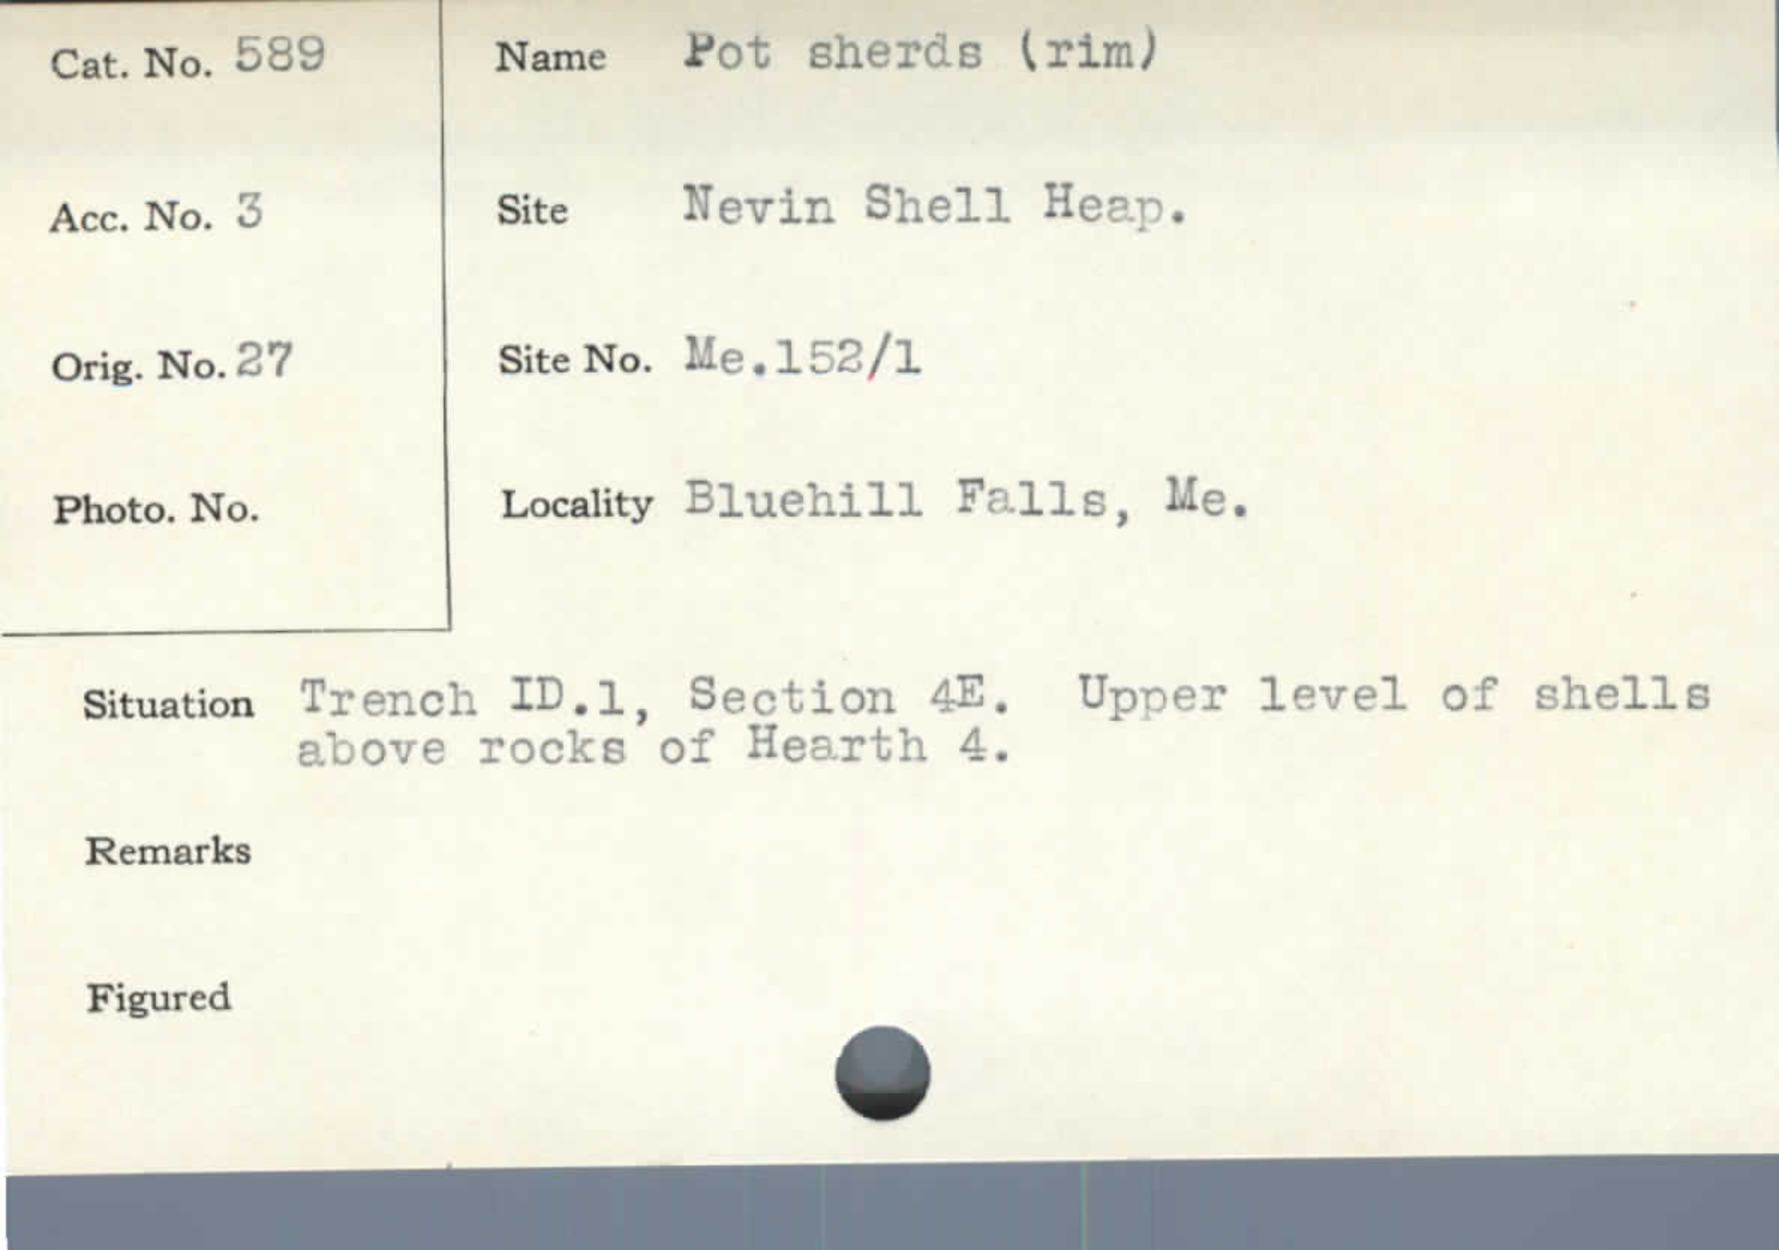 Cat. No. 589
Name Pot sherds (rim)
Acc. No. 3
Site Nevin Shell Heap.
Orig. No. 27
Site No. Me.152/1
Photo. No.
Locality Bluehill Falls, Me.
Situation Trench ID.1, Section 4E. Upper level of shells
above rocks of Hearth 4.
Remarks
Figured